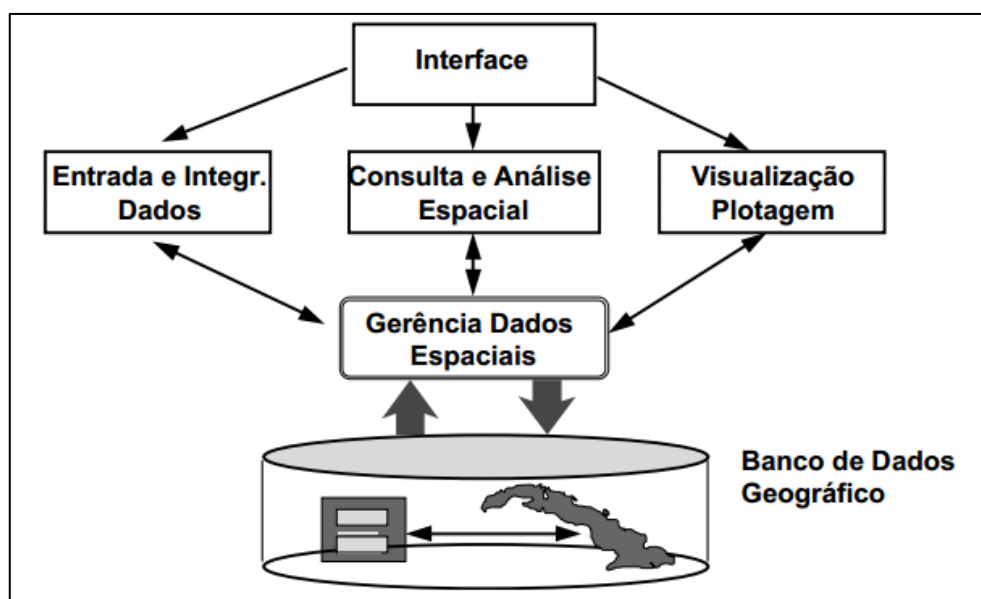 Interface
Entrada e Integr.
Dados
Consulta e Análise
Espacial
Visualização
Plotagem
Gerência Dados
Espaciais
Banco de Dados
Geográfico